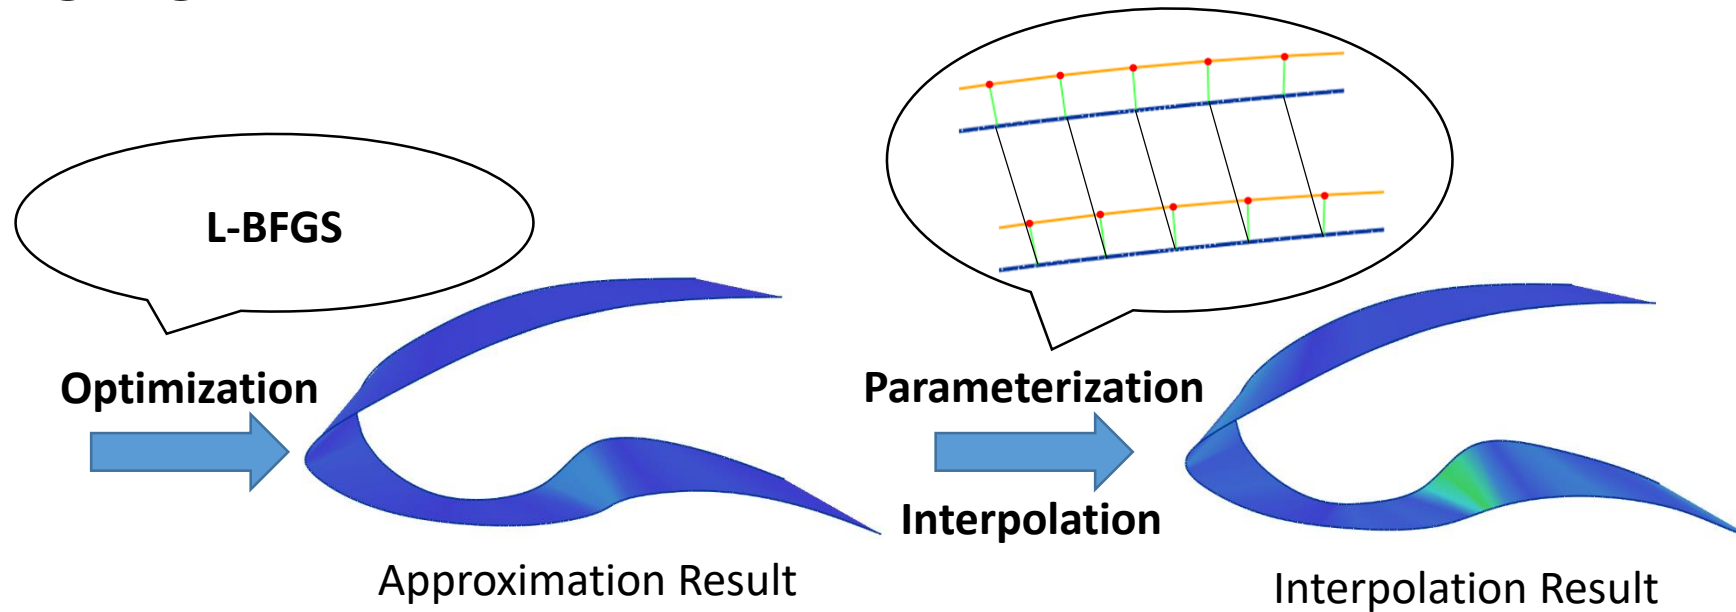 L-BFGS
Optimization
Parameterization
Interpolation
Approximation Result
Interpolation Result